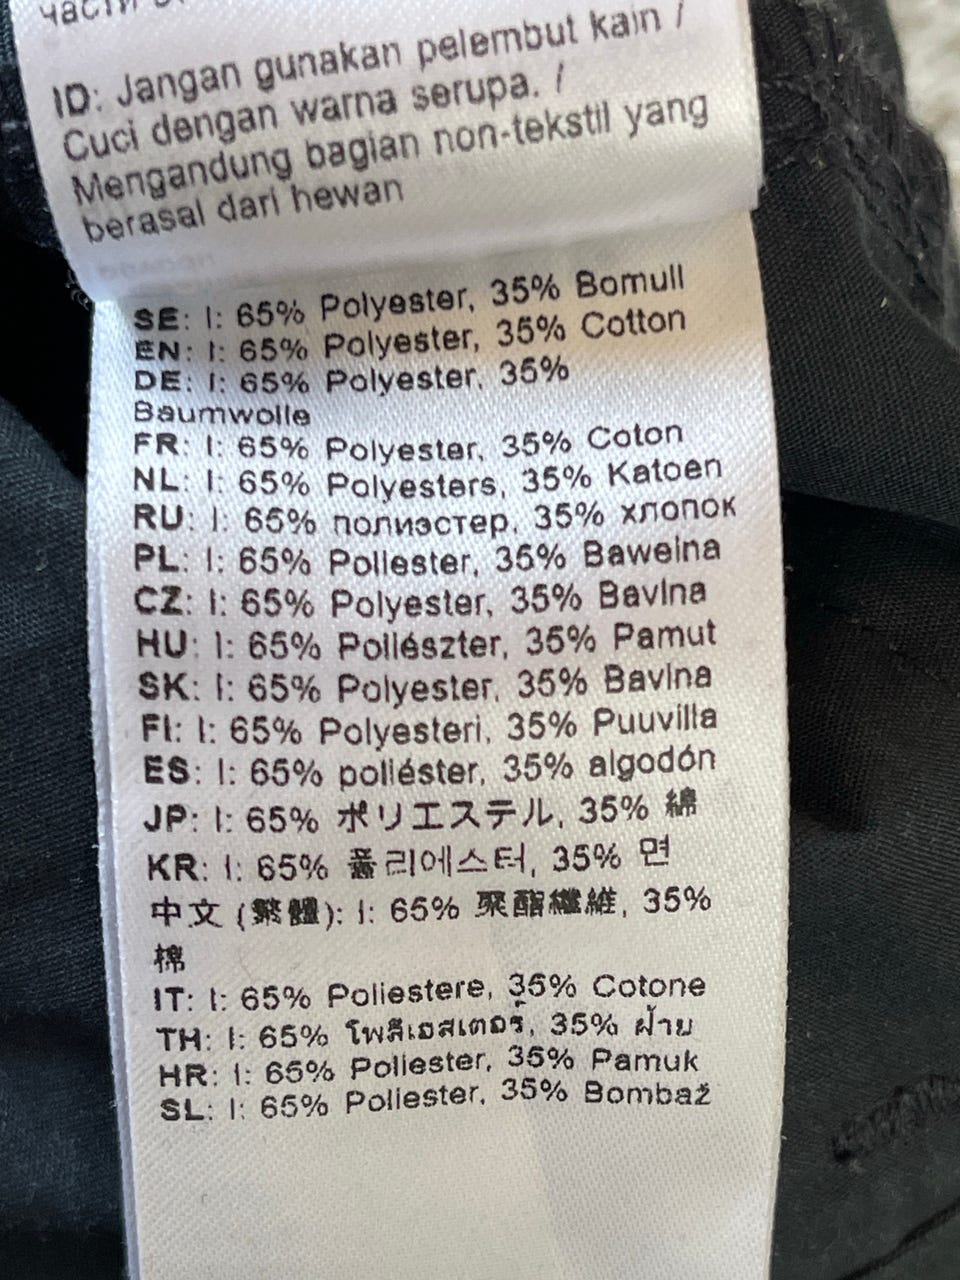 части
ID: Jangan gunakan pelembut kain /
Cuci dengan warna serupa. /
Mengandung bagian non-tekstil yang
berasal dari hewan
SE: I: 65% Polyester, 35% Bomull
EN: I: 65% Polyester, 35% Cotton
DE: I: 65% Polyester, 35%
Baumwolle
FR: I: 65% Polyester, 35% Coton
NL: I: 65% Polyesters, 35% Katoen
RU: I: 65% полиэстер, 35% хлопок
PL: I: 65% Poliester, 35% Bawełna
CZ: I: 65% Polyester, 35% Bavlna
HU: I: 65% Poliészter, 35% Pamut
SK: I: 65% Polyester, 35% Bavlna
FI: I: 65% Polyesteri, 35% Puuvilla
ES: I: 65% poliéster, 35% algodón
JP: I: 65% ポリエステル, 35% 綿
KR: I: 65% 폴리에스터, 35% 면
中文 (繁體): I: 65% 聚酯纖維, 35%
棉
IT: I: 65% Poliestere, 35% Cotone
TH: I: 65% โพลีเอสเตอร์, 35% ฝ้าย
HR: I: 65% Poliester, 35% Pamuk
SL: I: 65% Poliester, 35% Bombaž